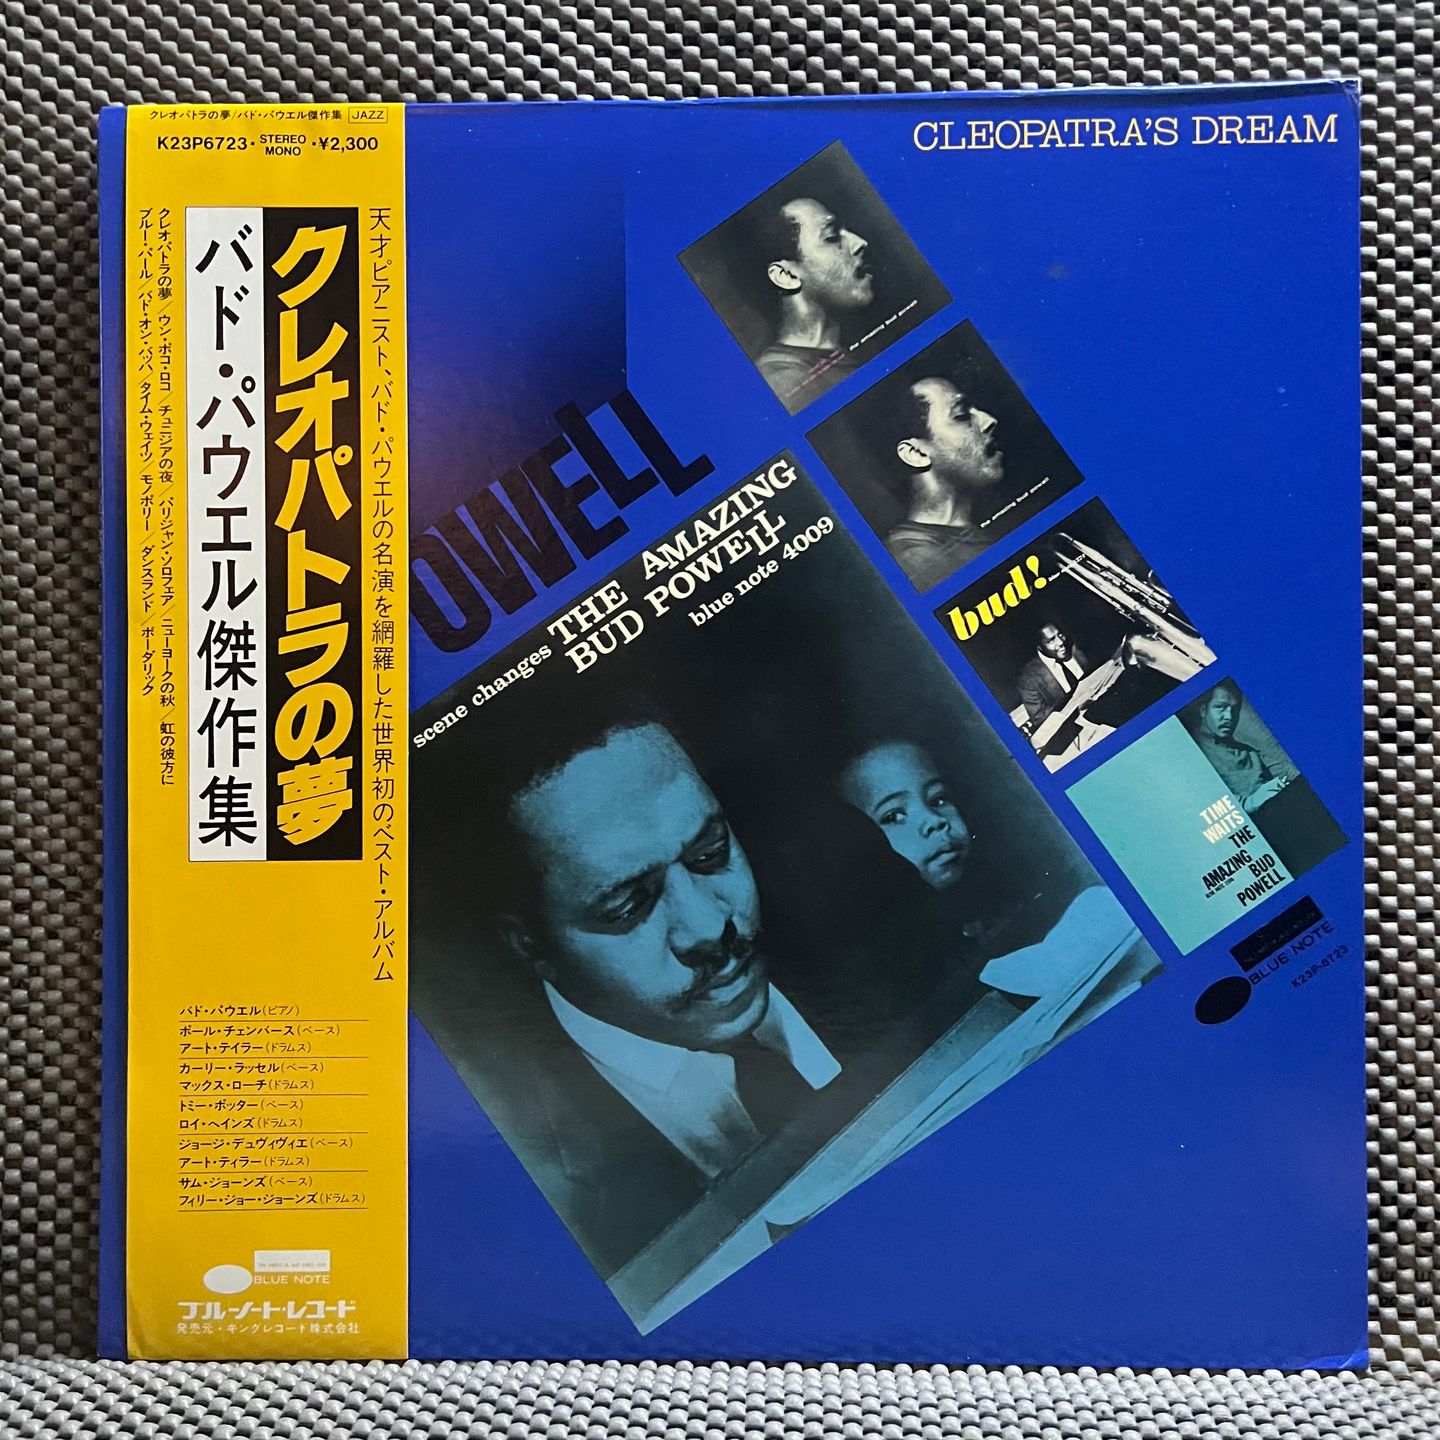 クレオパトラの夢/バド・パウエル傑作集 JAZZ
K23P6723・STEREO MONO・¥2,300
天才ピアニスト、バド・パウエルの名演を網羅した世界初のベスト・アルバム
クレオパトラの夢
バド・パウエル傑作集
クレオパトラの夢/ウン・ポコ・ロコ/チュニジアの夜/パリジャン・ソロフェア/ニューヨークの秋/虹の彼方に
ブルー・パール/バド・オン・バッハ/タイム・ウェイツ/モノポリー/ダンスランド/ボーダリック
バド・パウエル(ピアノ)
ポール・チェンバース(ベース)
アート・テイラー(ドラムス)
カーリー・ラッセル(ベース)
マックス・ローチ(ドラムス)
トミー・ポッター(ベース)
ロイ・ヘインズ(ドラムス)
ジョージ・デュヴィヴィエ(ベース)
アート・ティラー(ドラムス)
サム・ジョーンズ(ベース)
フィリー・ジョー・ジョーンズ(ドラムス)
BLUE NOTE
ブルーノート・レコード
発売元・キングレコード株式会社
CLEOPATRA'S DREAM
OWELL
scene changes THE AMAZING
BUD POWELL
blue note 4009
the amazing bud powell
the amazing bud powell
bud!
TIME
WAITS
THE
AMAZING
BUD
POWELL
BLUE NOTE
K23P-6723